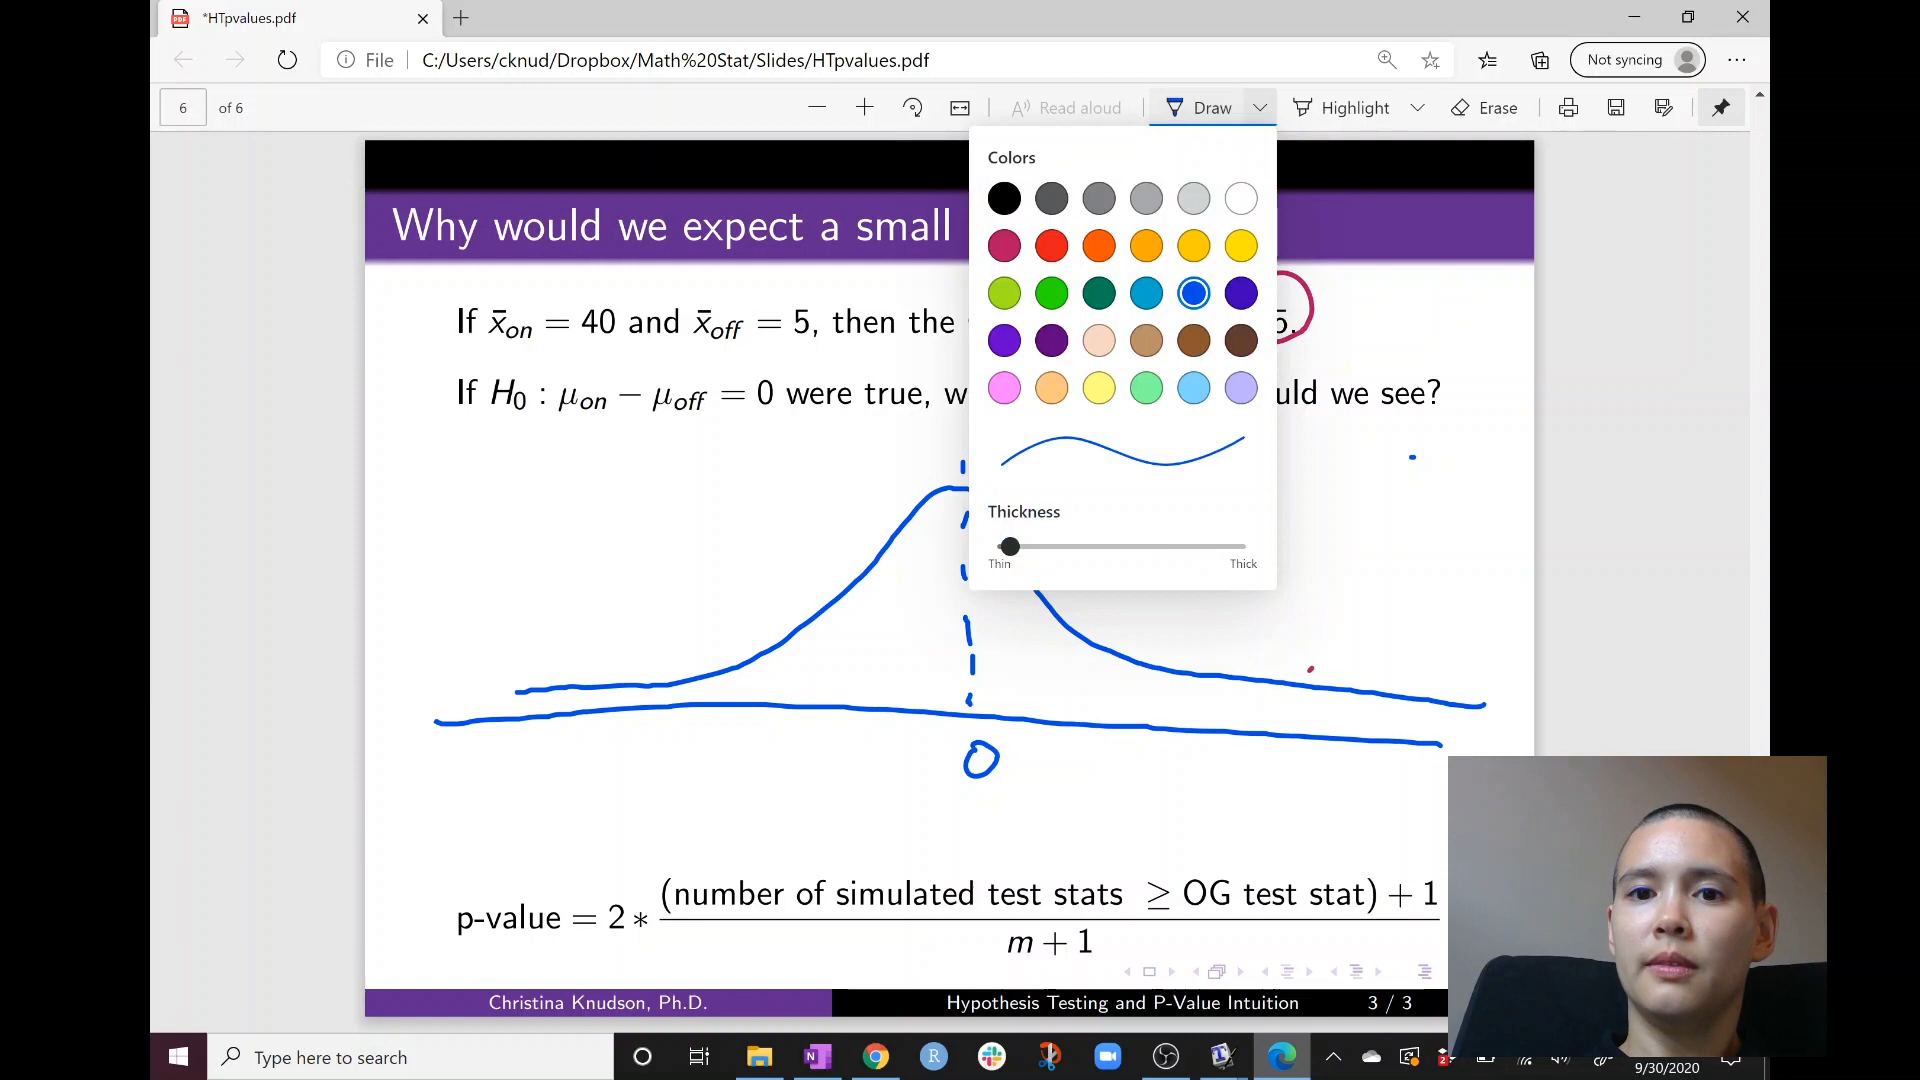 *HTpvalues.pdf
File C:/Users/cknud/Dropbox/Math%20Stat/Slides/HTpvalues.pdf
Not syncing
6 of 6
Read aloud
Draw
Highlight
Erase
Colors
Thickness
Thin Thick
Why would we expect a small
If x̄on = 40 and x̄off = 5, then the
5.
If H0 : μon − μoff = 0 were true, w
uld we see?
0
p-value = 2 * (number of simulated test stats ≥ OG test stat) + 1
m + 1
Christina Knudson, Ph.D. Hypothesis Testing and P-Value Intuition 3 / 3
Type here to search
9/30/2020